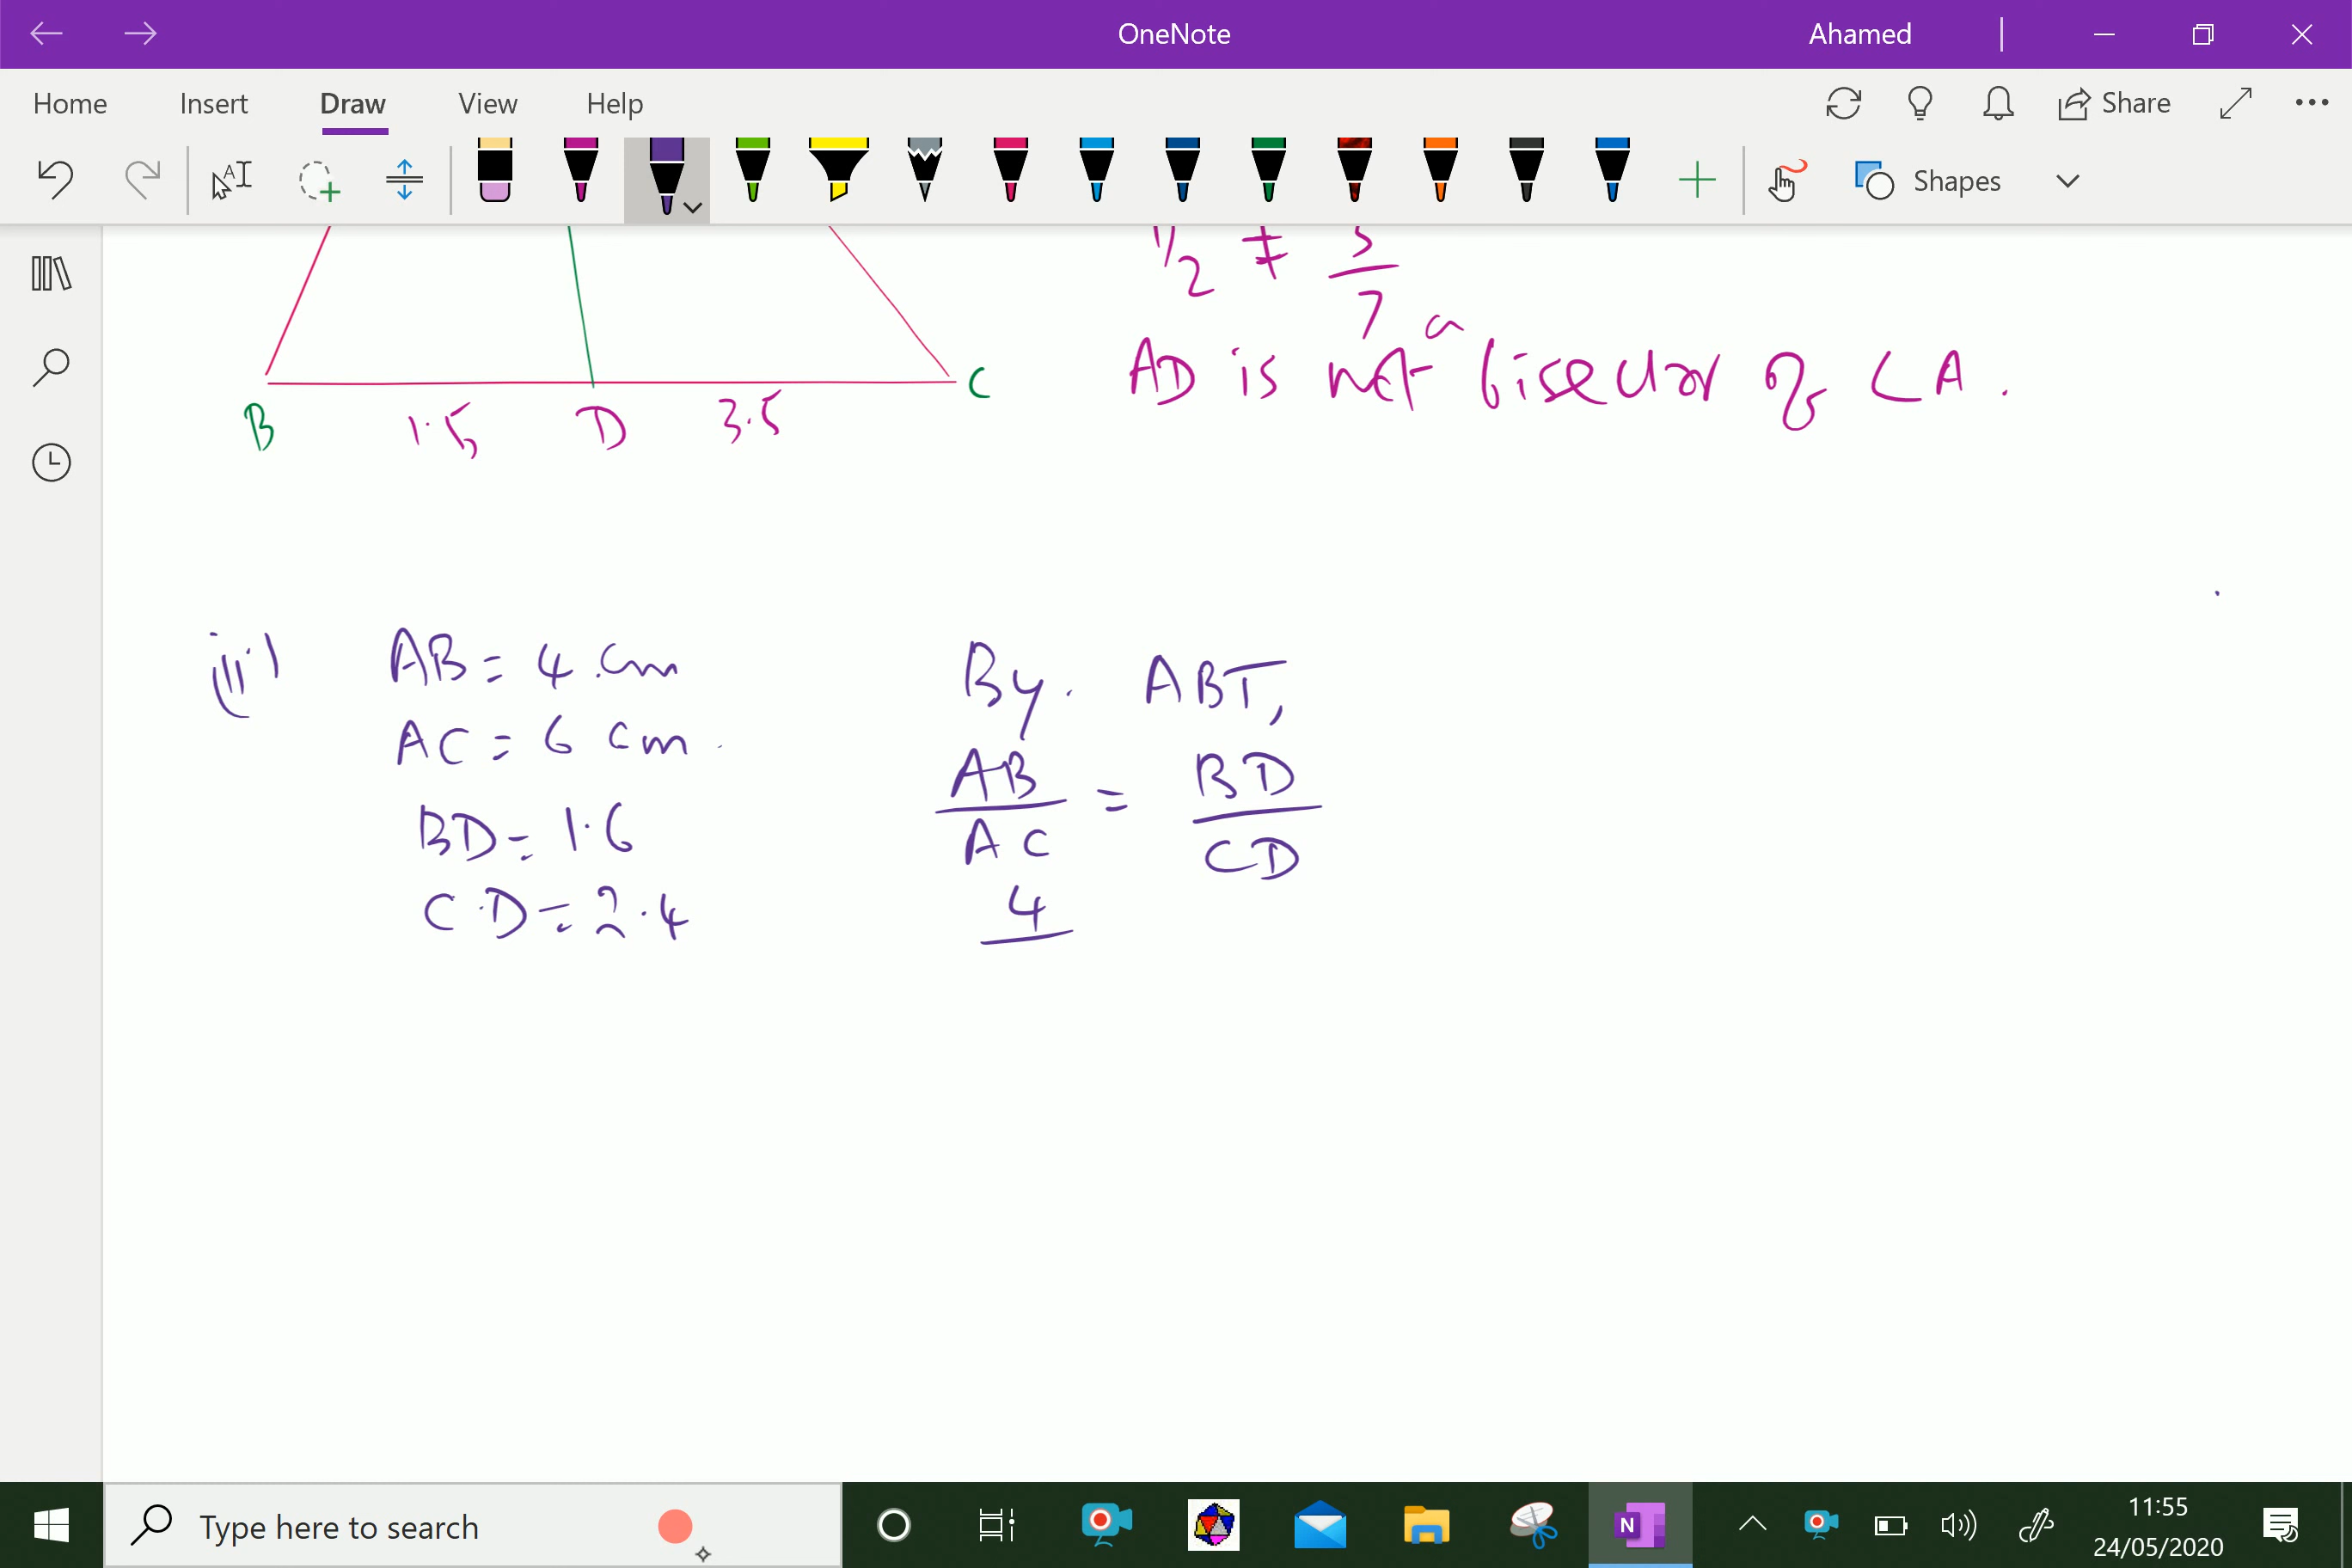 OneNote
Ahamed
Home Insert Draw View Help
Share
Shapes
1/2 ≠ 3/7
AD is not a bisector of ∠A.
B 1.5 D 3.5 C
ii) AB = 4 cm
AC = 6 cm
BD = 1.6
CD = 2.4
By. ABT,
AB/AC = BD/CD
4
Type here to search
11:55
24/05/2020